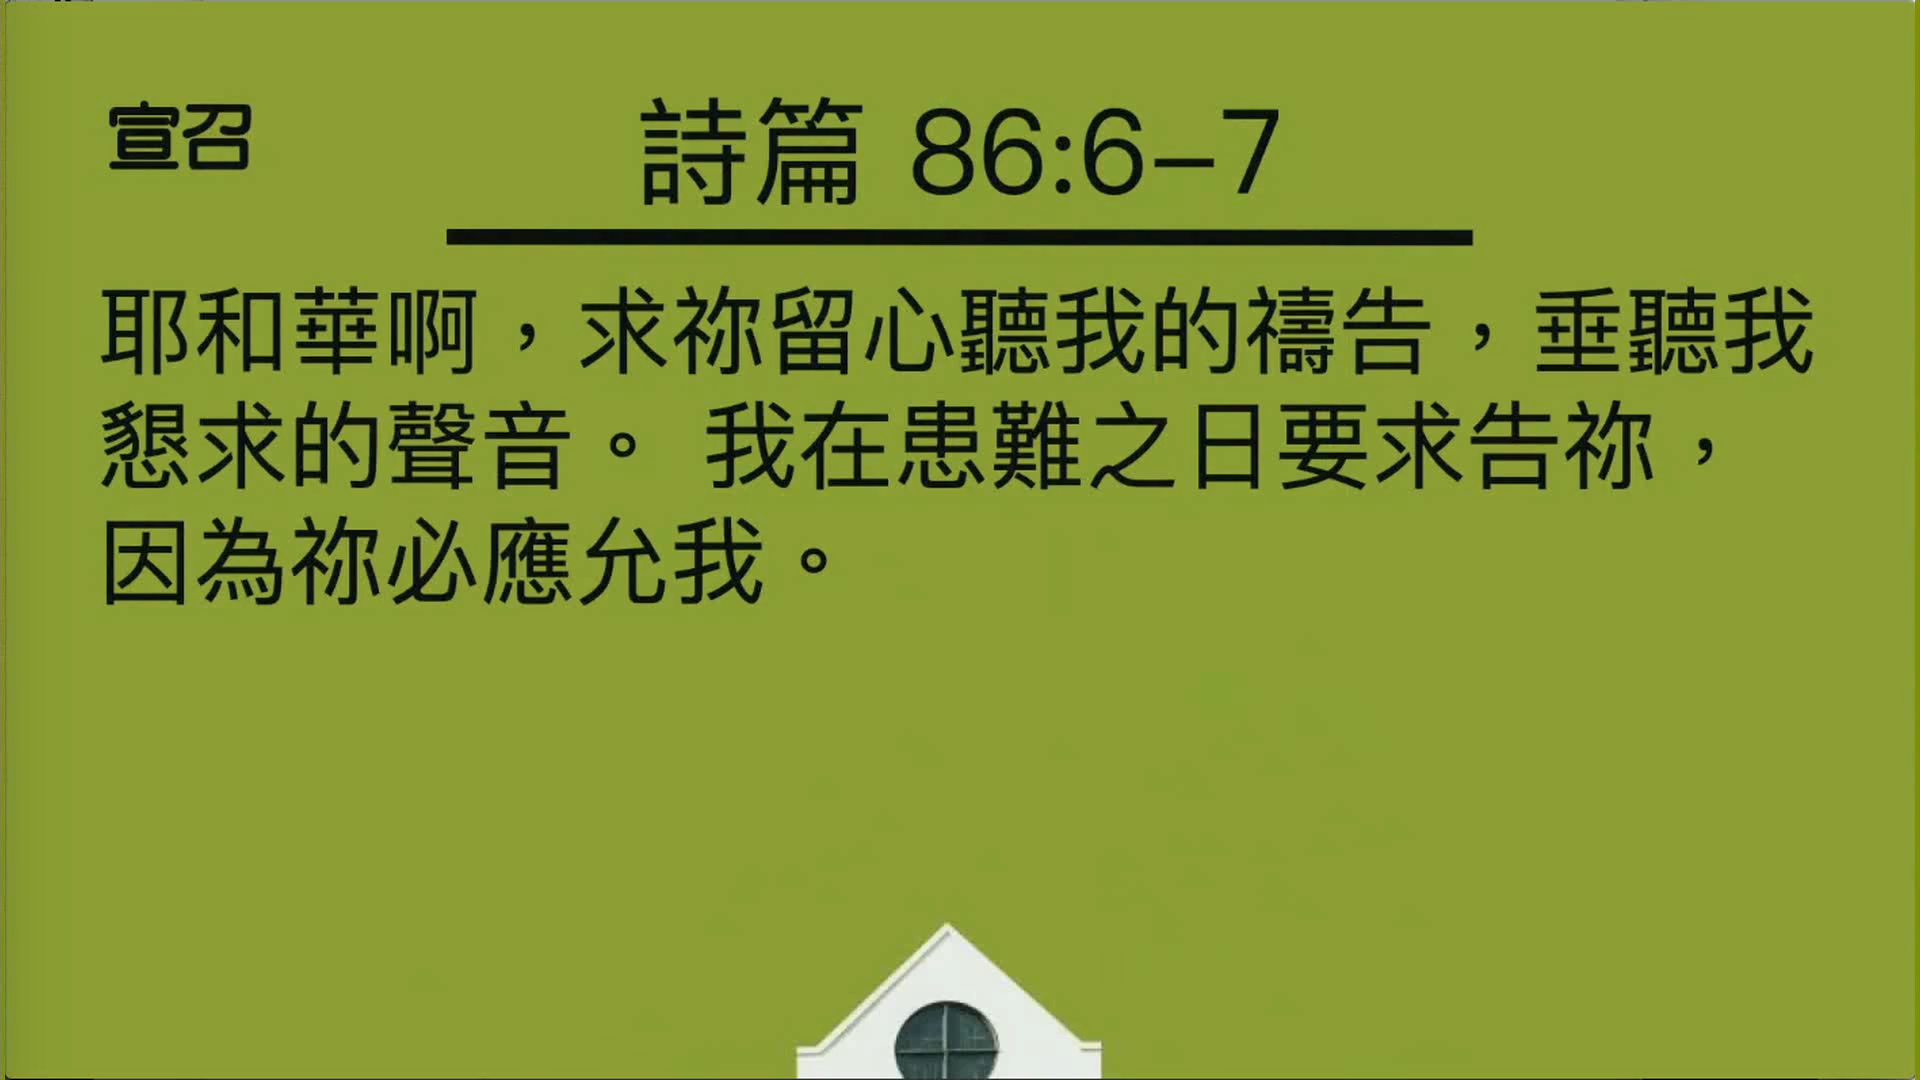 宣召
詩篇 86:6–7
耶和華啊，求祢留心聽我的禱告，垂聽我
懇求的聲音。 我在患難之日要求告祢，
因為祢必應允我。